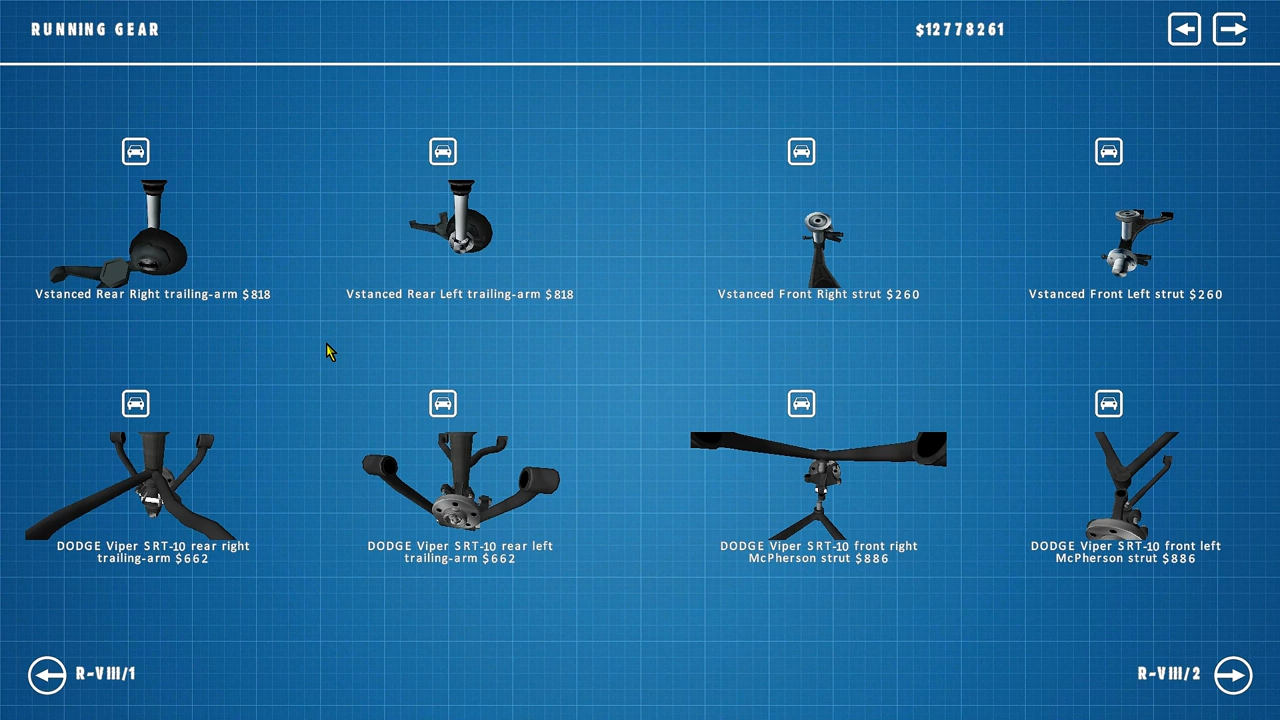 RUNNING GEAR
$12778261
Vstanced Rear Right trailing-arm $818
Vstanced Rear Left trailing-arm $818
Vstanced Front Right strut $260
Vstanced Front Left strut $260
DODGE Viper SRT-10 rear right
trailing-arm $662
DODGE Viper SRT-10 rear left
trailing-arm $662
DODGE Viper SRT-10 front right
McPherson strut $886
DODGE Viper SRT-10 front left
McPherson strut $886
R-VIII/1
R-VIII/2